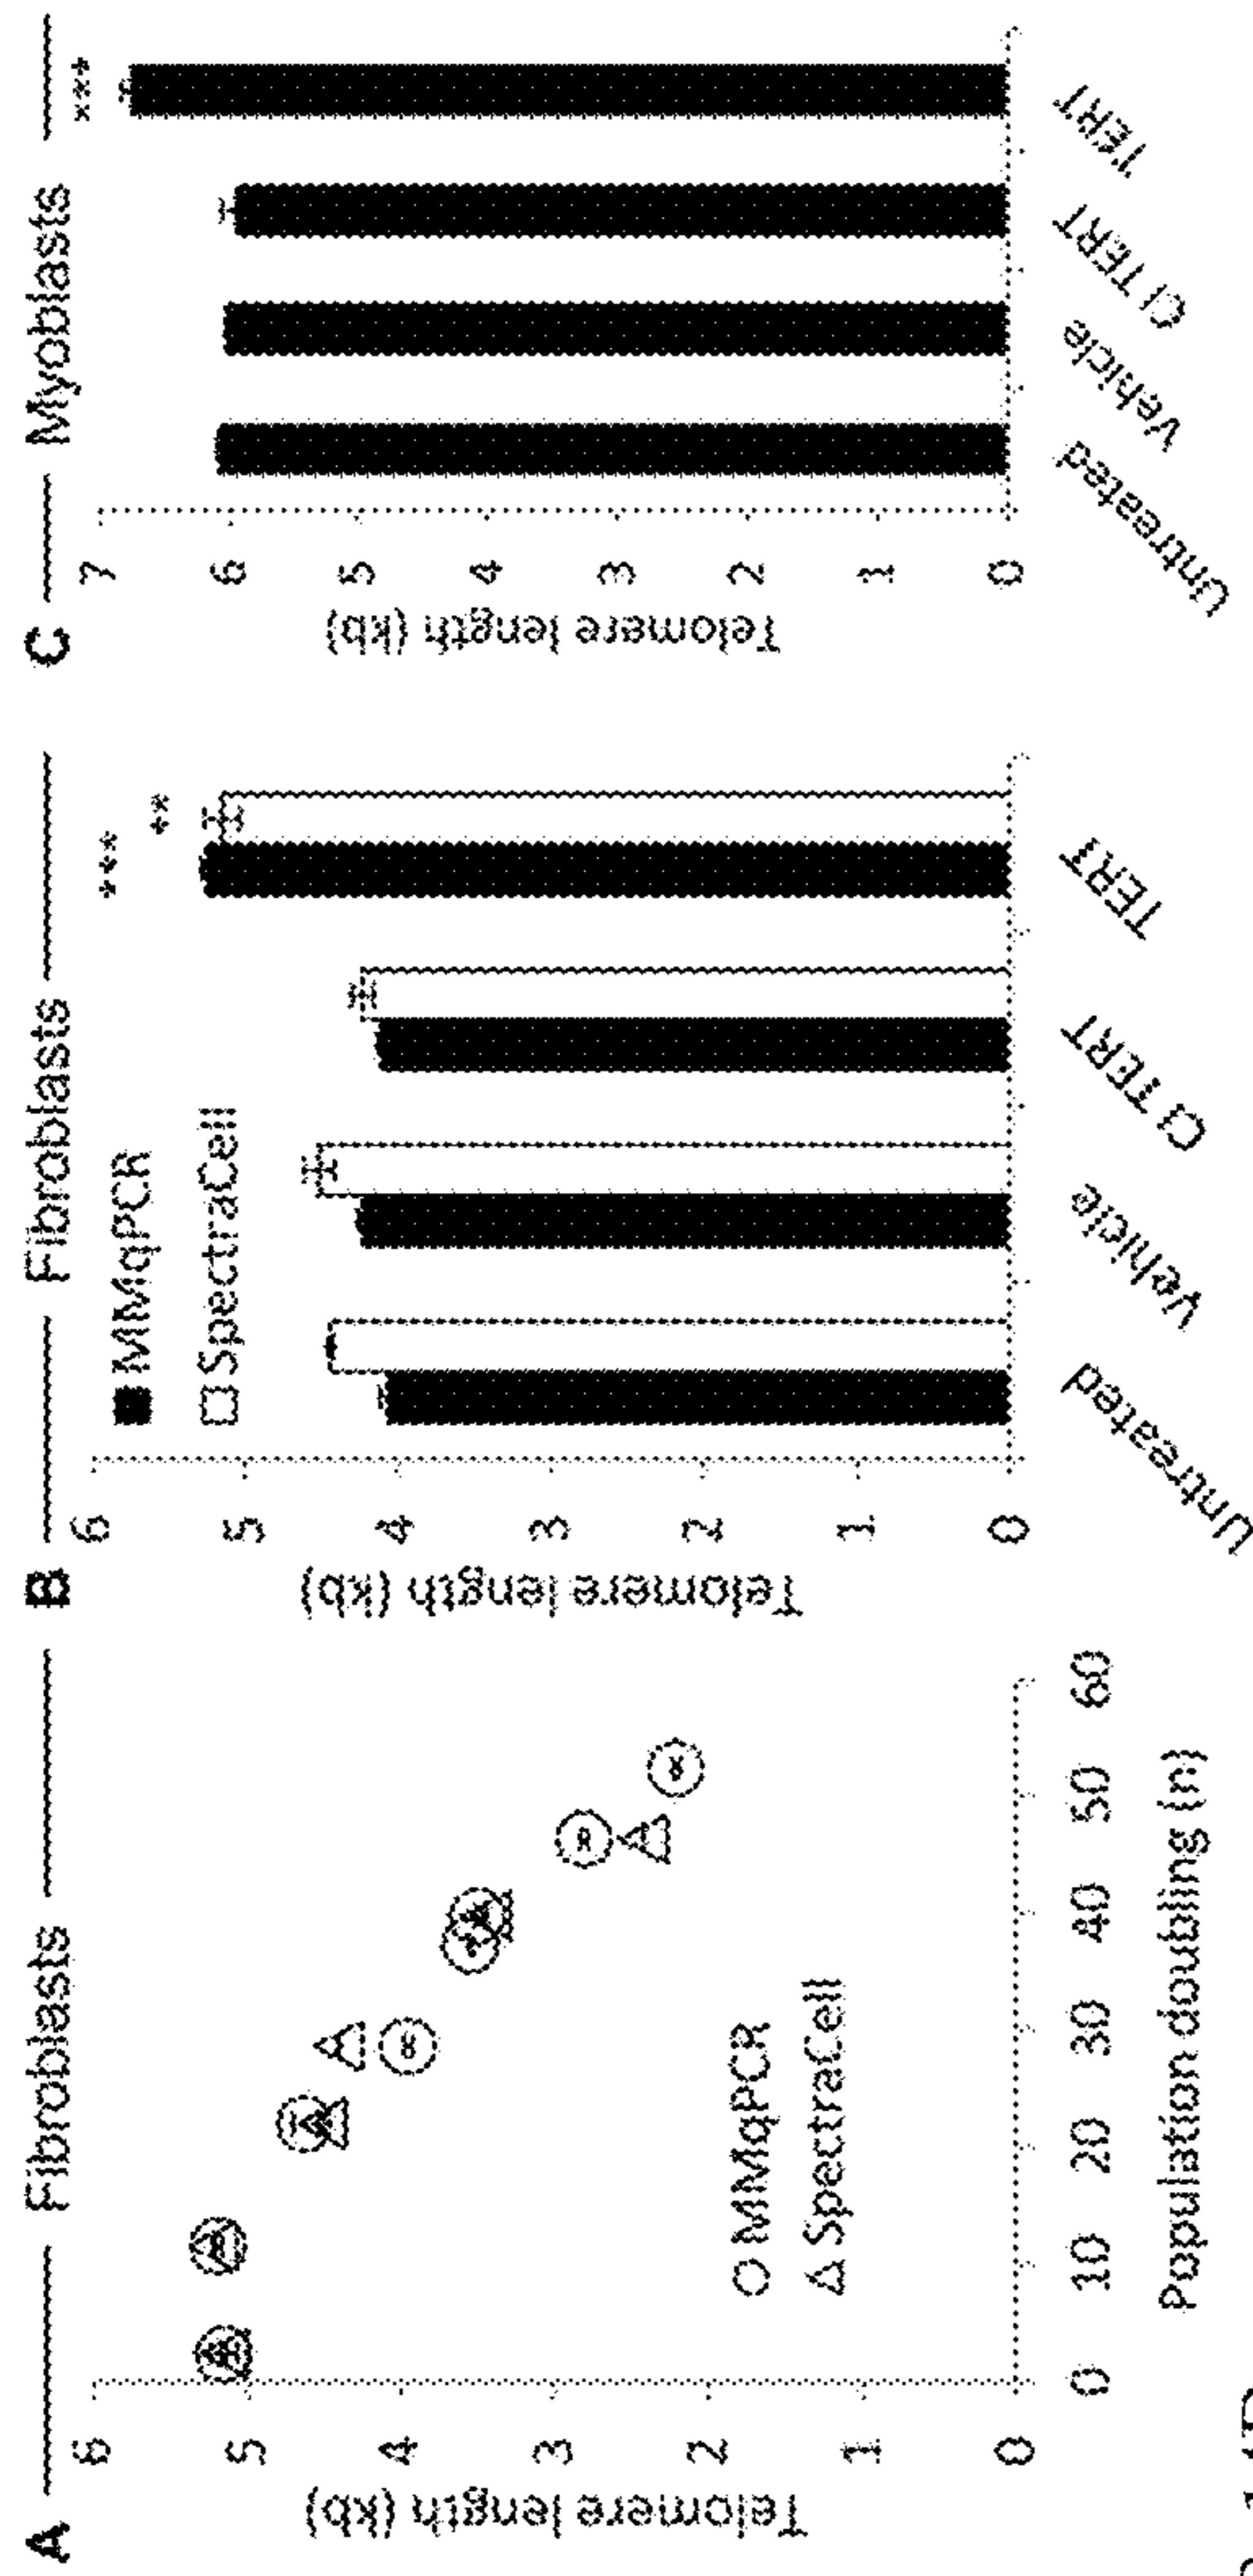 A Fibroblasts
Telomere length (kb)
6
5
4
3
2
1
0
MMqPCR
SpectraCell
0 10 20 30 40 50 60
Population doubling (n)
B Fibroblasts
Telomere length (kb)
6
5
4
3
2
1
0
MMqPCR
SpectraCell
***
**
Untreated
Vehicle
CI TERT
TERT
C Myoblasts
Telomere length (kb)
7
6
5
4
3
2
1
0
***
Untreated
Vehicle
CI TERT
TERT